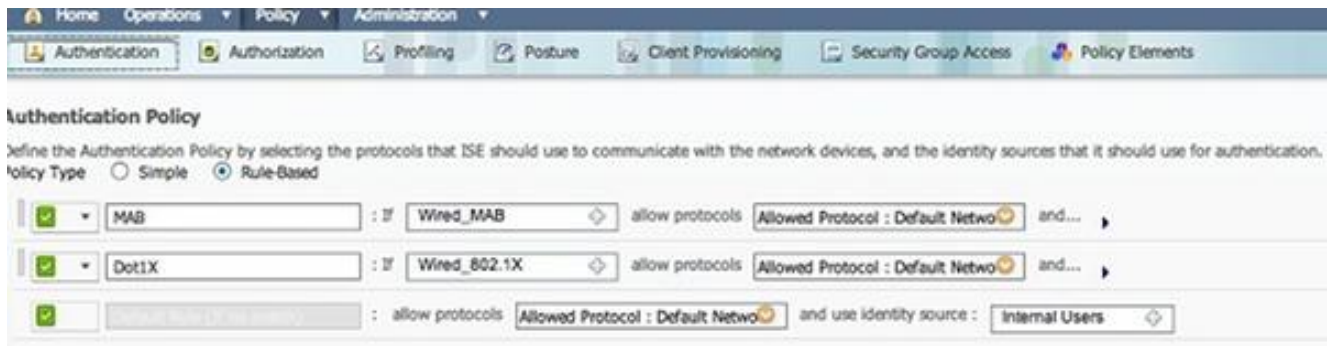 Home Operations Policy Administration
Authentication Authorization Profiling Posture Client Provisioning Security Group Access Policy Elements
Authentication Policy
Define the Authentication Policy by selecting the protocols that ISE should use to communicate with the network devices, and the identity sources that it should use for authentication.
Policy Type Simple Rule-Based
MAB : If Wired_MAB allow protocols Allowed Protocol : Default Netwo and...
Dot1X : If Wired_802.1X allow protocols Allowed Protocol : Default Netwo and...
: allow protocols Allowed Protocol : Default Netwo and use identity source : Internal Users